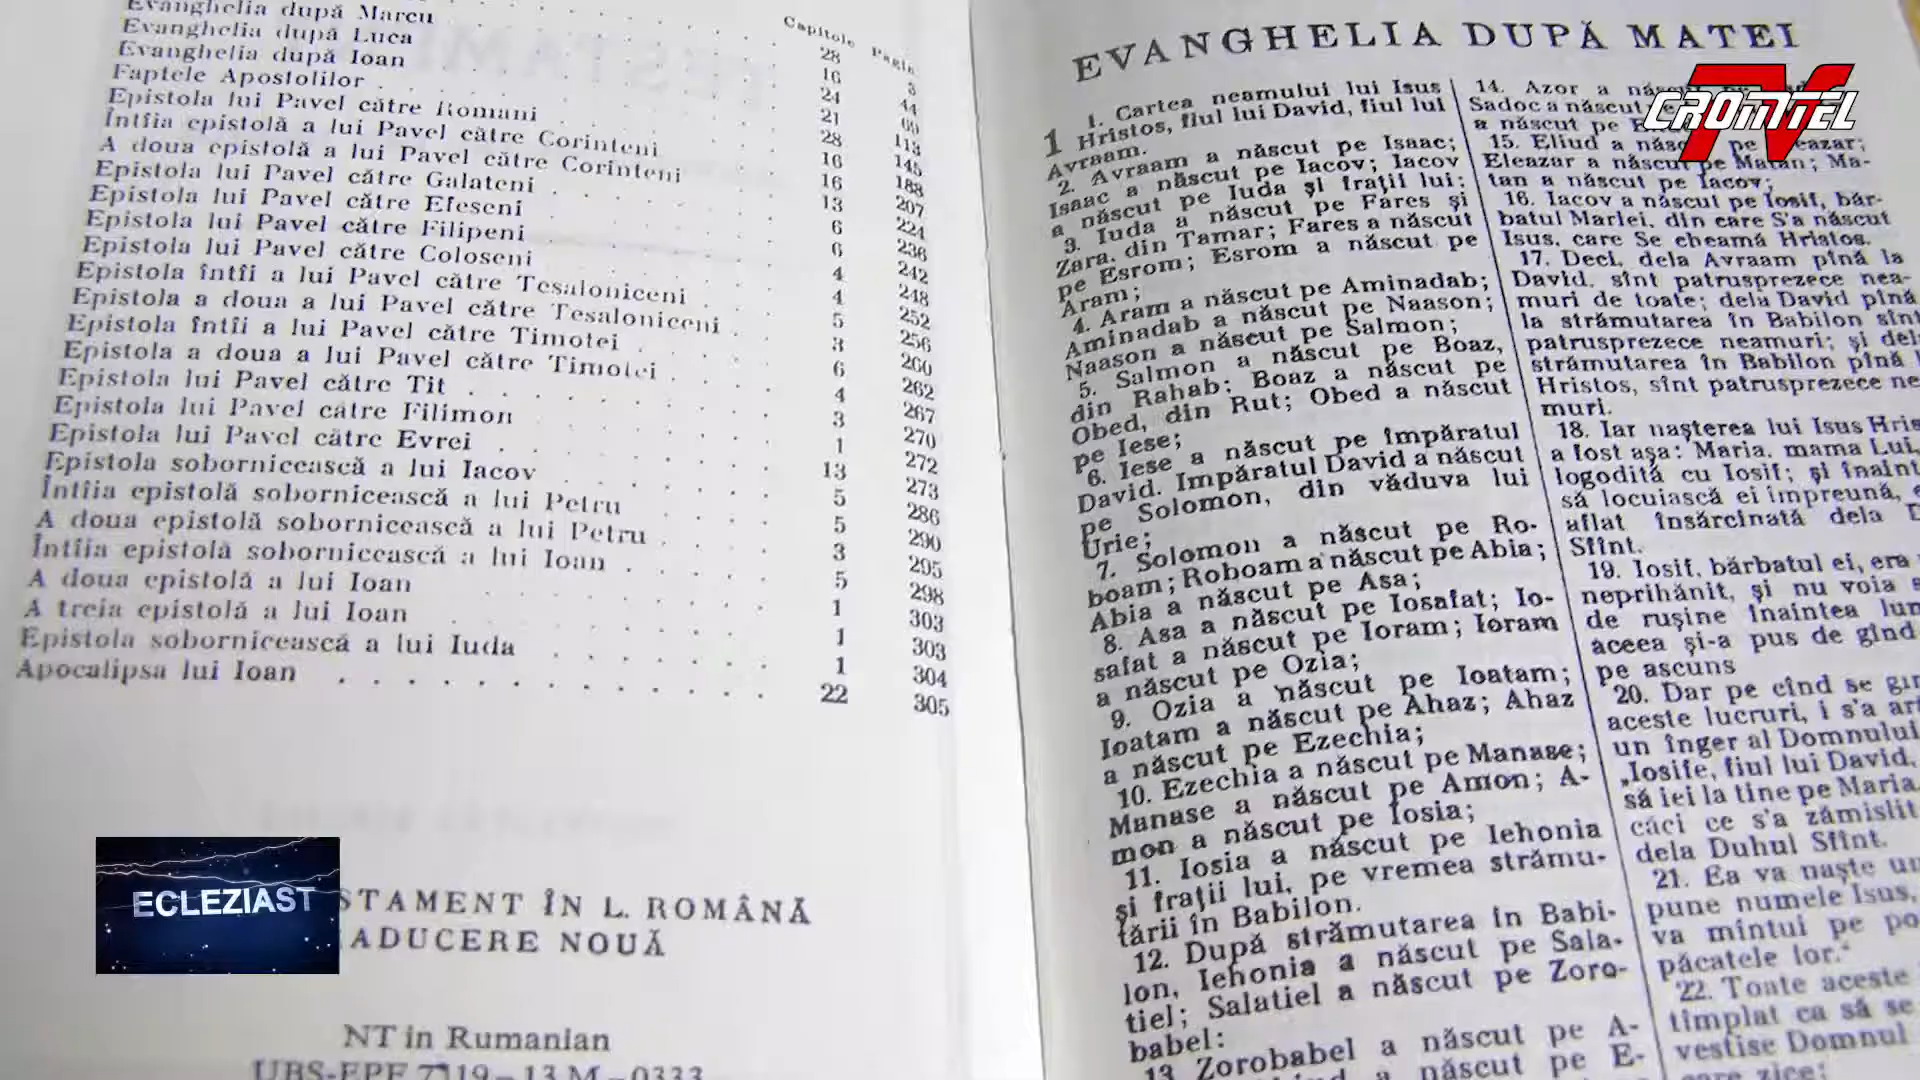 Capitole Pagin
Evanghelia după Marcu
Evanghelia după Luca 28 3
Evanghelia după Ioan 16 44
Faptele Apostolilor 24 69
Epistola lui Pavel către Romani 21 113
Întîia epistolă a lui Pavel către Corinteni 28 145
A doua epistolă a lui Pavel către Corinteni 16 188
Epistola lui Pavel către Galateni 16 207
Epistola lui Pavel către Efeseni 13 224
Epistola lui Pavel către Filipeni 6 236
Epistola lui Pavel către Coloseni 6 242
Epistola întîi a lui Pavel către Tesaloniceni 4 248
Epistola a doua a lui Pavel către Tesaloniceni 4 252
Epistola întîi a lui Pavel către Timotei 5 256
Epistola a doua a lui Pavel către Timotei 3 260
Epistola lui Pavel către Tit 6 262
Epistola lui Pavel către Filimon 4 267
Epistola lui Pavel către Evrei 3 270
Epistola sobornicească a lui Iacov 1 272
Întîia epistolă sobornicească a lui Petru 13 273
A doua epistolă sobornicească a lui Petru 5 286
Întîia epistolă sobornicească a lui Ioan 5 290
A doua epistolă a lui Ioan 3 295
A treia epistolă a lui Ioan 5 298
Epistola sobornicească a lui Iuda 1 303
Apocalipsa lui Ioan 1 303
1 304
22 305
STAMENT ÎN L. ROMÂNĂ
ADUCERE NOUĂ
NT in Rumanian
ECLEZIAST
EVANGHELIA DUPĂ MATEI
1 1. Cartea neamului lui Isus
Hristos, fiul lui David, fiul lui
Avraam.
2. Avraam a născut pe Isaac;
Isaac a născut pe Iacov; Iacov
a născut pe Iuda şi fraţii lui;
3. Iuda a născut pe Fares şi
Zara, din Tamar; Fares a născut
pe Esrom; Esrom a născut pe
Aram;
4. Aram a născut pe Aminadab;
Aminadab a născut pe Naason;
Naason a născut pe Salmon;
5. Salmon a născut pe Boaz,
din Rahab; Boaz a născut pe
Obed, din Rut; Obed a născut
pe Iese;
6. Iese a născut pe împăratul
David. Împăratul David a născut
pe Solomon, din văduva lui
Urie;
7. Solomon a născut pe Ro-
boam; Roboam a născut pe Abia;
Abia a născut pe Asa;
8. Asa a născut pe Iosafat; Io-
safat a născut pe Ioram; Ioram
a născut pe Ozia;
9. Ozia a născut pe Ioatam;
Ioatam a născut pe Ahaz; Ahaz
a născut pe Ezechia;
10. Ezechia a născut pe Manase;
Manase a născut pe Amon; A-
mon a născut pe Iosia;
11. Iosia a născut pe Iehonia
şi fraţii lui, pe vremea strămu-
tării în Babilon.
12. După strămutarea în Babi-
lon, Iehonia a născut pe Sala-
tiel; Salatiel a născut pe Zoro-
babel;
13. Zorobabel a născut pe A-
a născut pe E-
14. Azor a
Sadoc a născut
a născut pe
15. Eliud a pe Eleazar;
Eleazar a născut pe Matan; Ma-
tan a născut pe Iacov;
16. Iacov a născut pe Iosif, băr-
batul Mariei, din care S'a născut
Isus, care Se cheamă Hristos.
17. Deci, dela Avraam pînă la
David, sînt patrusprezece nea-
muri de toate; dela David pînă
la strămutarea în Babilon sînt
patrusprezece neamuri; şi del
strămutarea în Babilon pînă
Hristos, sînt patrusprezece ne
muri.
18. Iar naşterea lui Isus Hris
a fost aşa: Maria, mama Lui,
logodită cu Iosif; şi înaint
să locuiască ei împreună,
aflat însărcinată dela D
Sfînt.
19. Iosif, bărbatul ei, era
neprihănit, şi nu voia s
de ruşine înaintea lum
aceea şi-a pus de gînd
pe ascuns
20. Dar pe cînd se gîn
aceste lucruri, i s'a ar
un înger al Domnului
„Iosife, fiul lui David,
să iei la tine pe Maria,
căci ce s'a zămislit
dela Duhul Sfînt.
21. Ea va naşte un
pune numele Isus,
va mîntui pe po
păcatele lor."
22. Toate aceste
tîmplat ca să se
vestise Domnul
care zice:
TV
CROMTEL